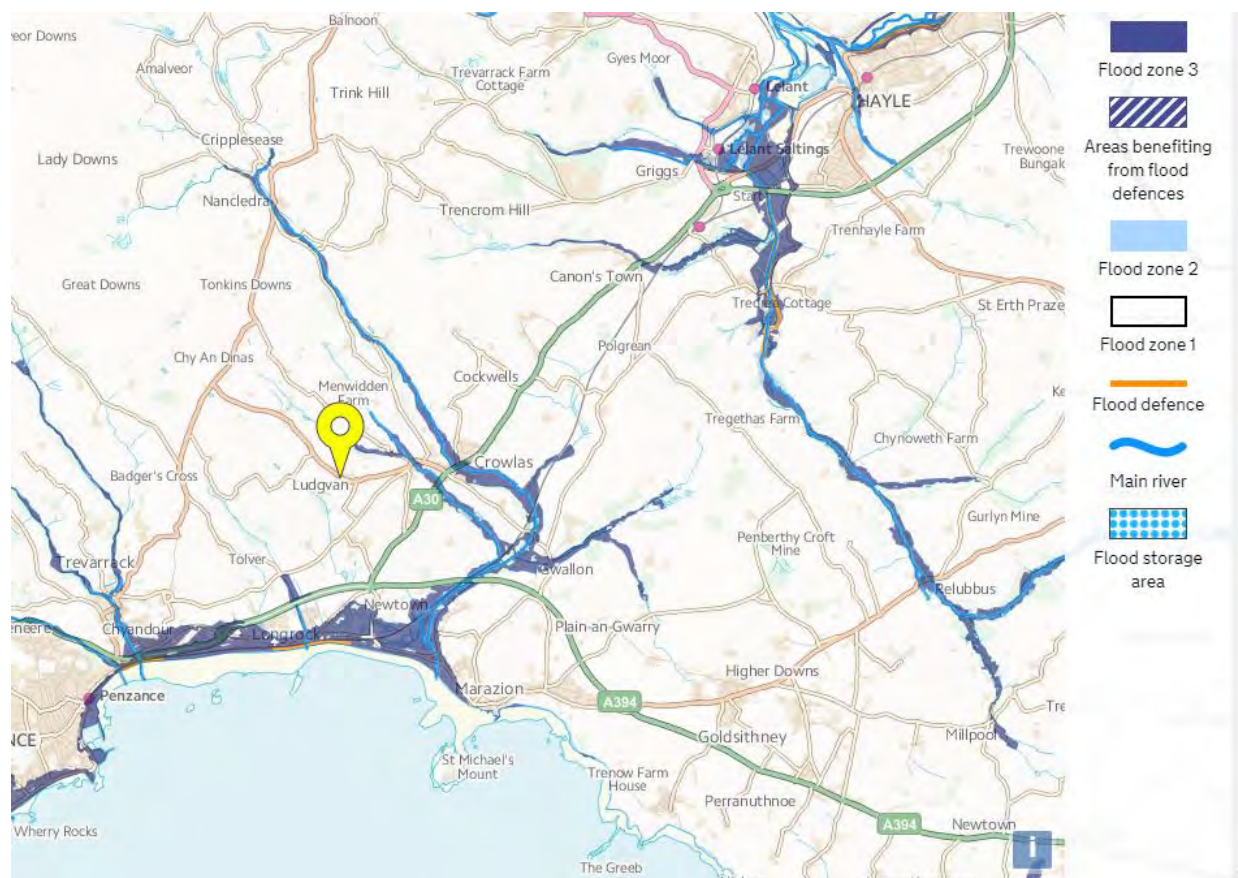 Balnoon
eor Downs
Gyes Moor
Amalveor
Trevarrack Farm
Cottage
Lelant
Trink Hill
HAYLE
Cripplesease
Lelant Saltings
Lady Downs
Trewoone
Bungak
Griggs
Nancledra
Start
Trencrom Hill
Trenhayle Farm
Canon's Town
Great Downs
Tonkins Downs
St Erth Praze
Polgrean
Chy An Dinas
Menwidden
Farm
Cockwells
Ke
Tregethas Farm
Chynoweth Farm
Crowlas
Badger's Cross
Ludgvan
A30
Gurlyn Mine
Penberthy Croft
Mine
Trevarrack
Tolver
Gwallon
Relubbus
Newtown
Chyandour
Longrock
Plain-an-Gwarry
Higher Downs
Penzance
Marazion
A394
Tre
NCE
Goldsithney
Millpool
St Michael's
Mount
Trenow Farm
House
Perranuthnoe
A394
Newtown
Wherry Rocks
The Greeb
i
Flood zone 3
Areas benefiting
from flood
defences
Flood zone 2
Flood zone 1
Flood defence
Main river
Flood storage
area